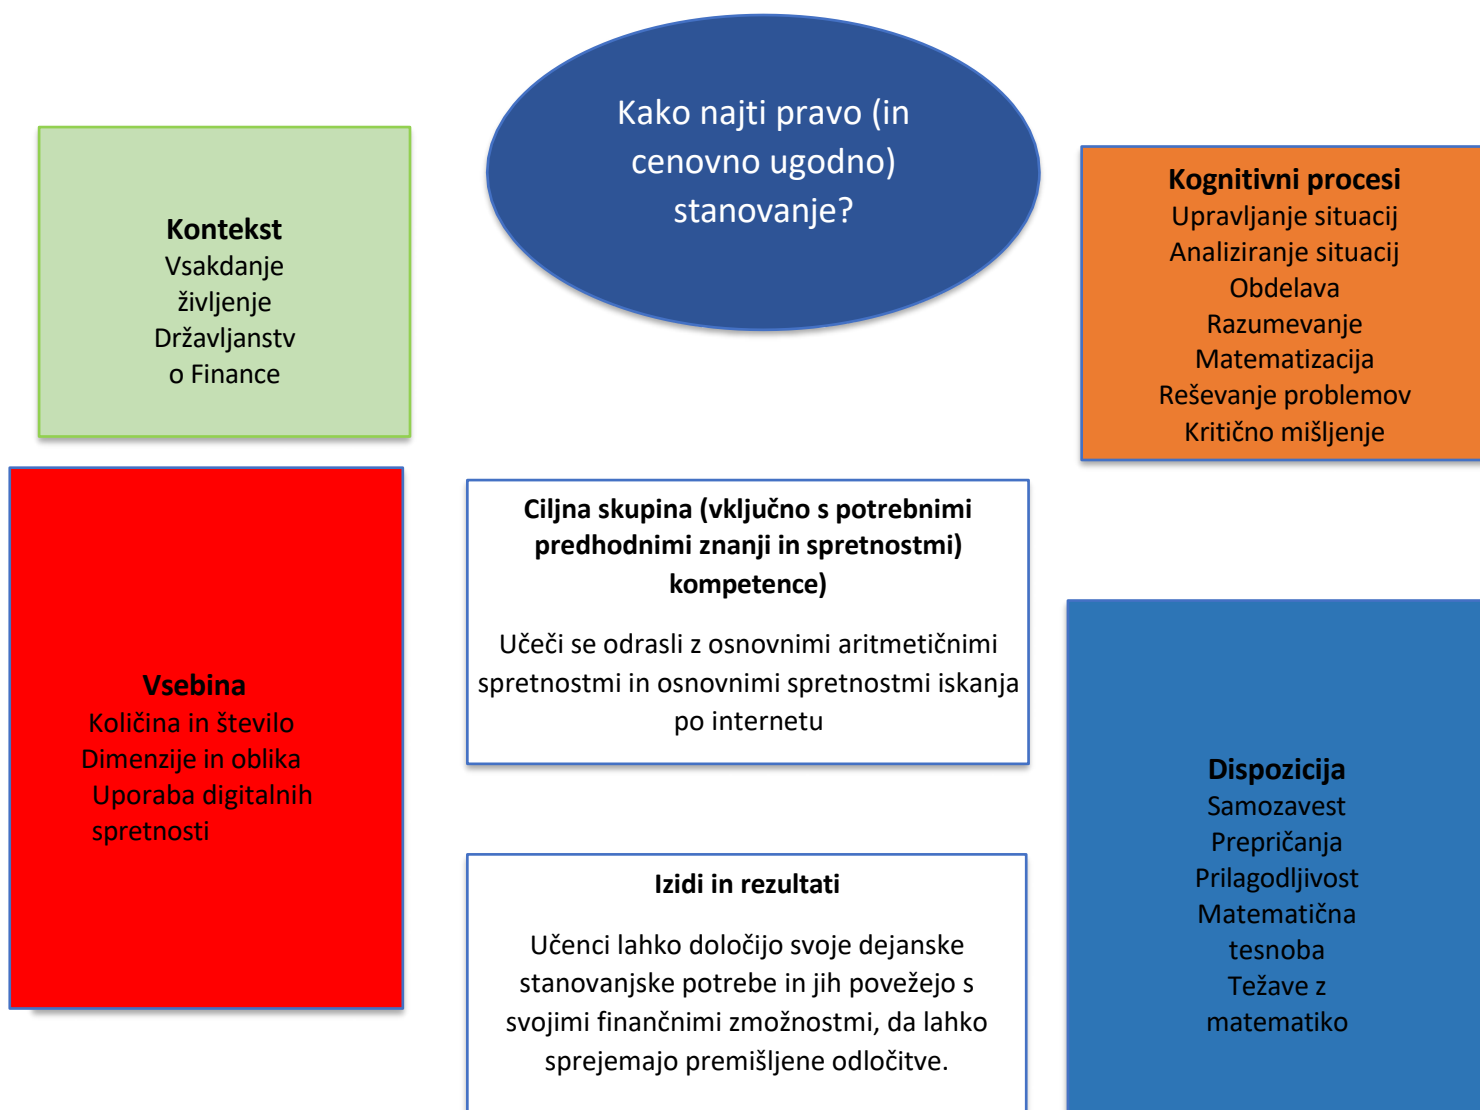 Kako najti pravo (in
cenovno ugodno)
stanovanje?
Kontekst
Vsakdanje
življenje
Državljanstv
o Finance
Kognitivni procesi
Upravljanje situacij
Analiziranje situacij
Obdelava
Razumevanje
Matematizacija
Reševanje problemov
Kritično mišljenje
Vsebina
Količina in število
Dimenzije in oblika
Uporaba digitalnih
spretnosti
Ciljna skupina (vključno s potrebnimi
predhodnimi znanji in spretnostmi)
kompetence)
Učeči se odrasli z osnovnimi aritmetičnimi
spretnostmi in osnovnimi spretnostmi iskanja
po internetu
Dispozicija
Samozavest
Prepričanja
Prilagodljivost
Matematična
tesnoba
Težave z
matematiko
Izidi in rezultati
Učenci lahko določijo svoje dejanske
stanovanjske potrebe in jih povežejo s
svojimi finančnimi zmožnostmi, da lahko
sprejemajo premišljene odločitve.